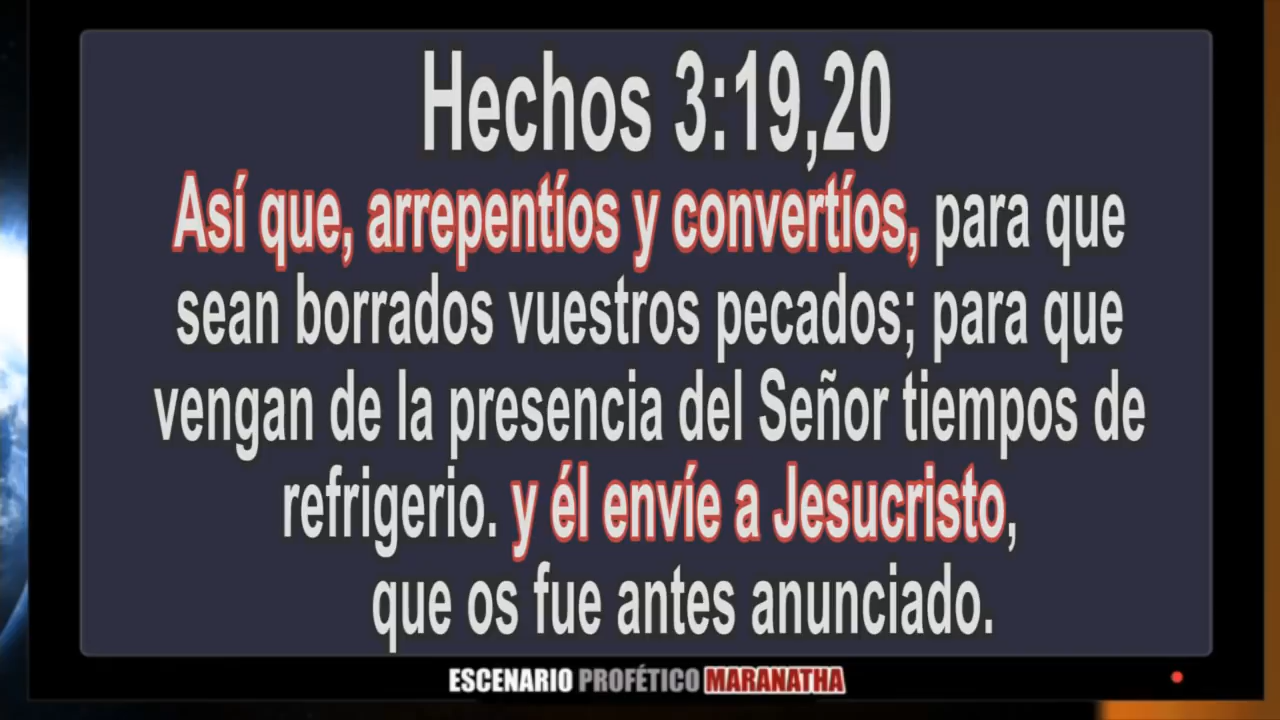 Hechos 3:19,20
Así que, arrepentíos y convertíos, para que
sean borrados vuestros pecados; para que
vengan de la presencia del Señor tiempos de
refrigerio. y él envíe a Jesucristo,
que os fue antes anunciado.
ESCENARIO PROFÉTICO MARANATHA